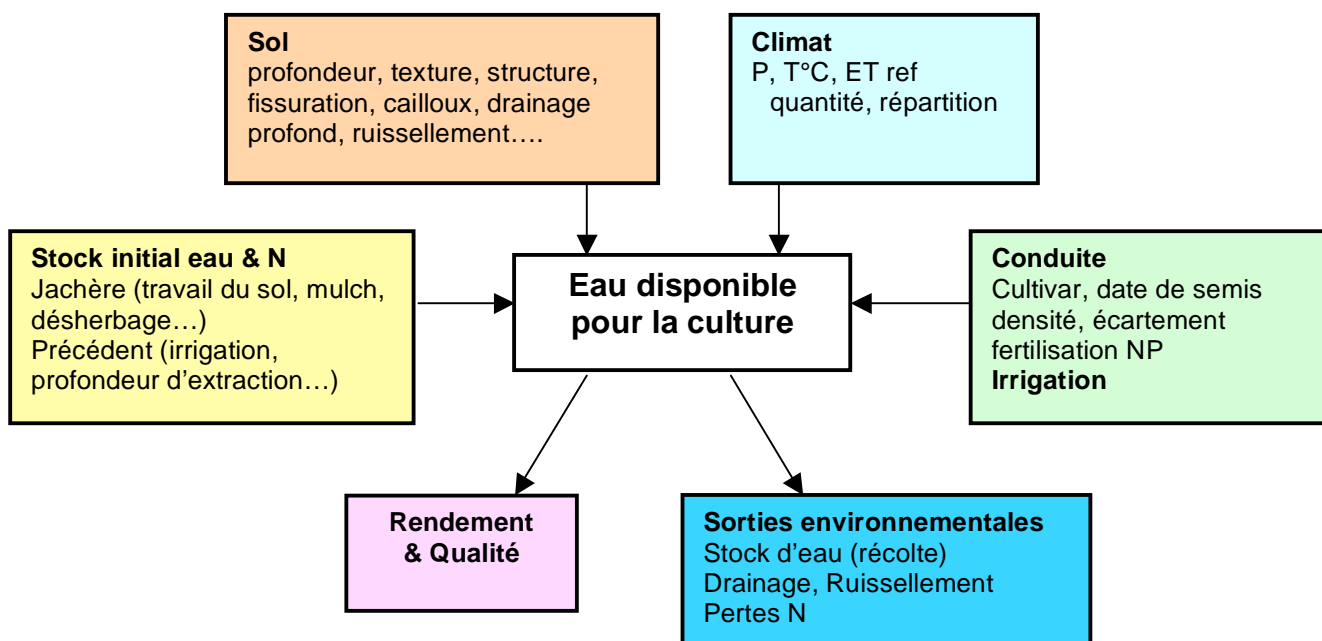 Sol
profondeur, texture, structure,
fissuration, cailloux, drainage
profond, ruissellement….
Climat
P, T°C, ET ref
quantité, répartition
Stock initial eau & N
Jachère (travail du sol, mulch,
désherbage…)
Précédent (irrigation,
profondeur d'extraction…)
Eau disponible
pour la culture
Conduite
Cultivar, date de semis
densité, écartement
fertilisation NP
Irrigation
Rendement
& Qualité
Sorties environnementales
Stock d'eau (récolte)
Drainage, Ruissellement
Pertes N